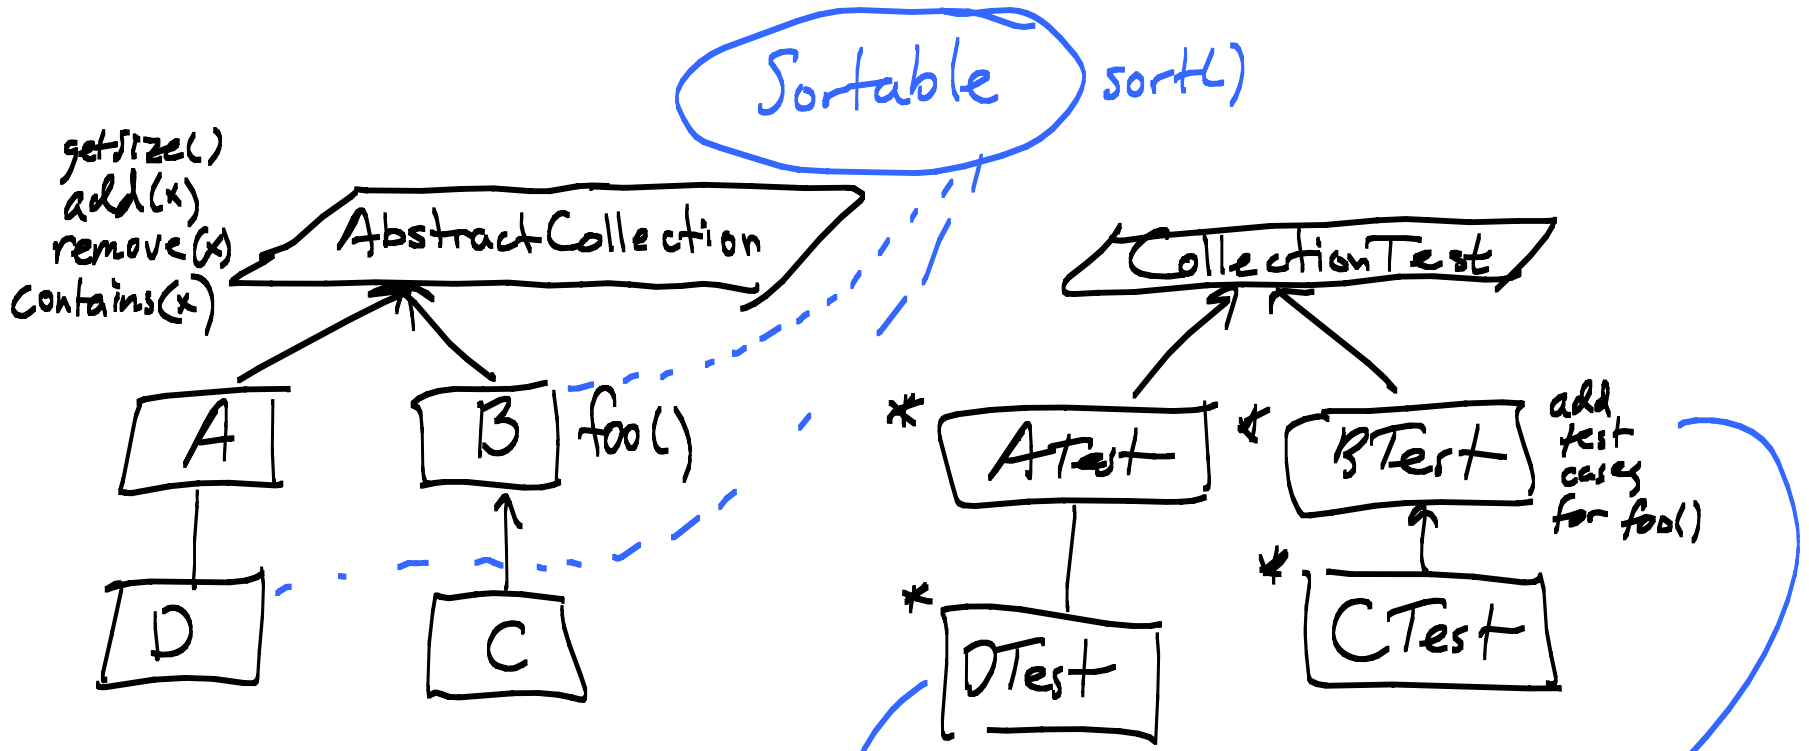 Sortable
sort()
getSize()
add(x)
remove(x)
contains(x)
AbstractCollection
CollectionTest
A
B
foo()
* ATest
* BTest
add
test
cases
for foo()
D
C
* DTest
* CTest